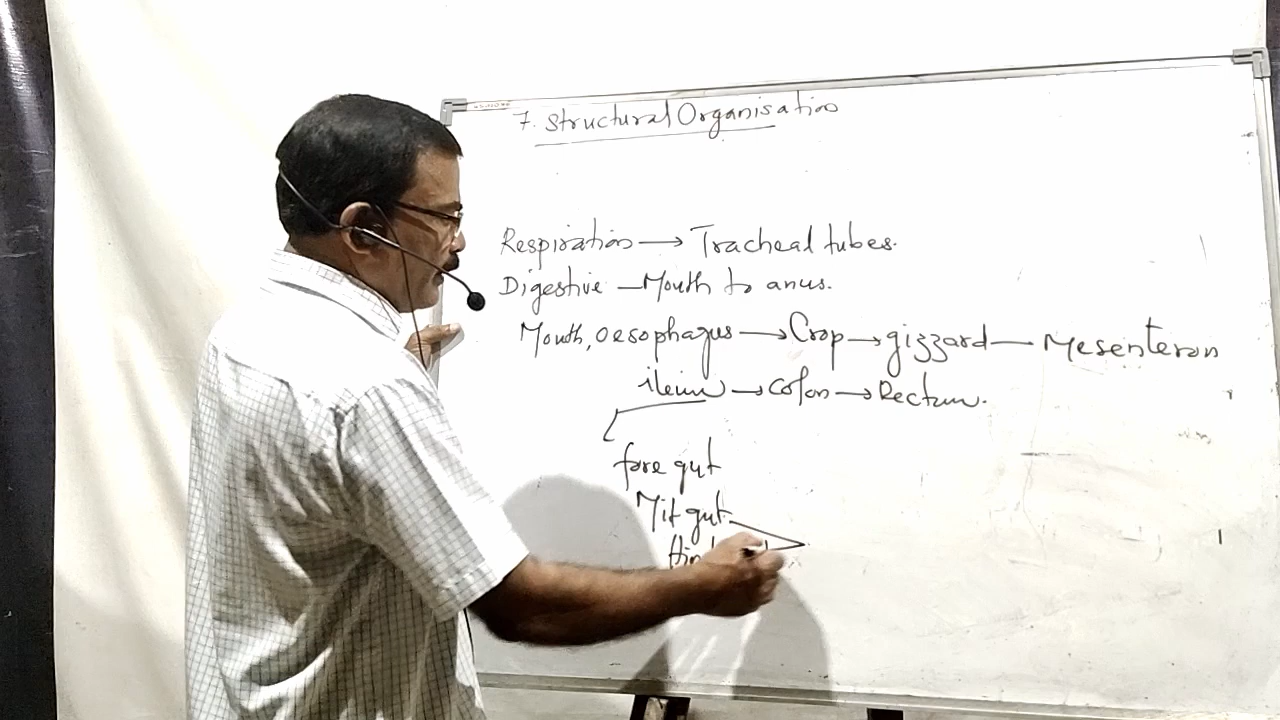 7. Structural Organisation
Respiration → Tracheal tubes.
Digestive — Mouth to anus.
Mouth, Oesophagus → Crop → gizzard — Mesenteron
ileum → Colon → Rectum.
fore gut
Mit gut